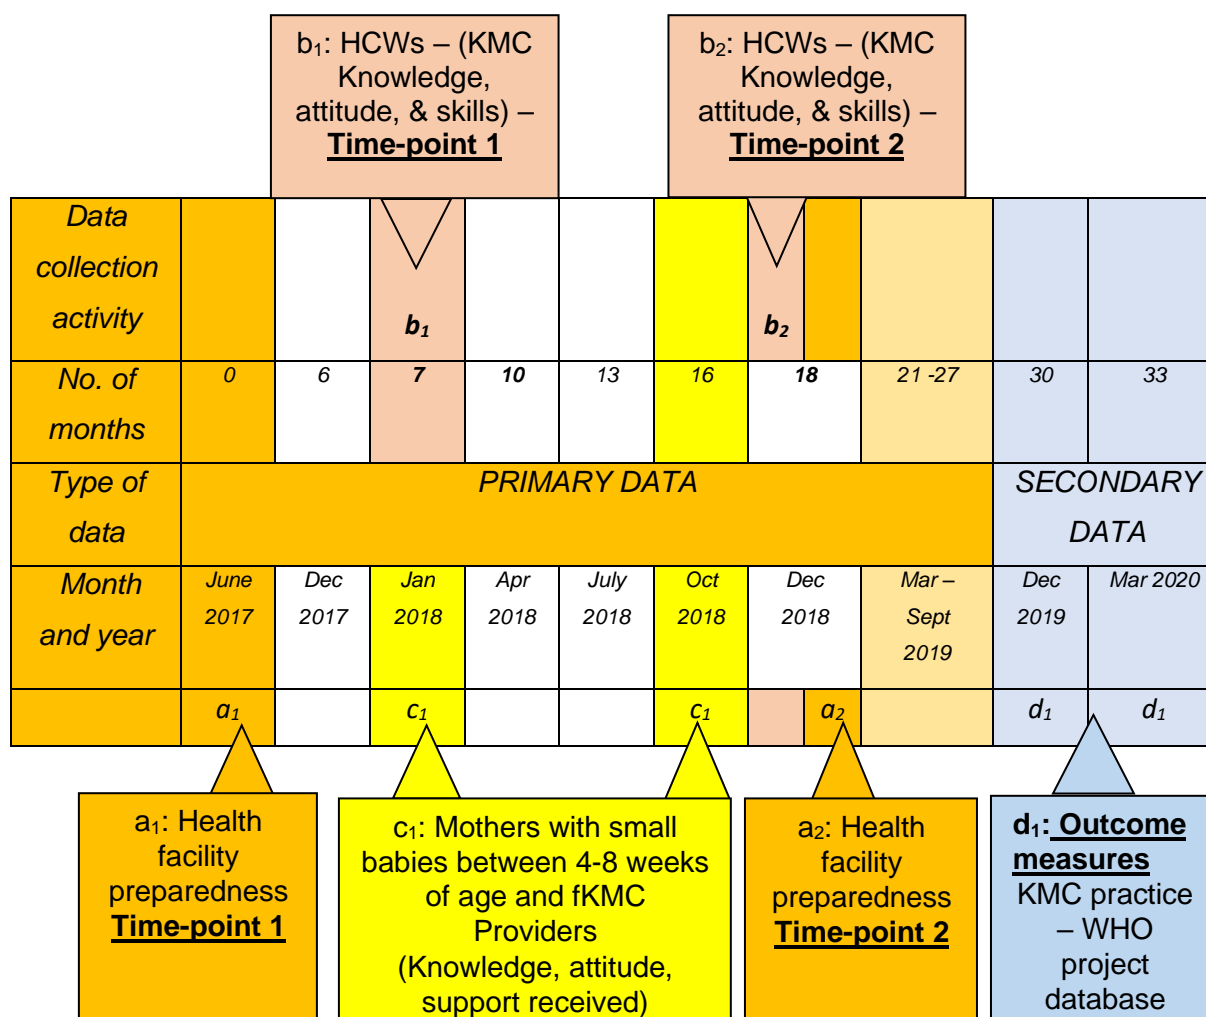 b₁: HCWs – (KMC
Knowledge,
attitude, & skills) –
Time-point 1
b₂: HCWs – (KMC
Knowledge,
attitude, & skills) –
Time-point 2
Data
collection
activity
b₁
b₂
No. of
months
0
6
7
10
13
16
18
21 -27
30
33
Type of
data
PRIMARY DATA
SECONDARY
DATA
Month
and year
June
2017
Dec
2017
Jan
2018
Apr
2018
July
2018
Oct
2018
Dec
2018
Mar –
Sept
2019
Dec
2019
Mar 2020
a₁
c₁
c₁
a₂
d₁
d₁
a₁: Health
facility
preparedness
Time-point 1
c₁: Mothers with small
babies between 4-8 weeks
of age and fKMC
Providers
(Knowledge, attitude,
support received)
a₂: Health
facility
preparedness
Time-point 2
d₁: Outcome
measures
KMC practice
– WHO
project
database